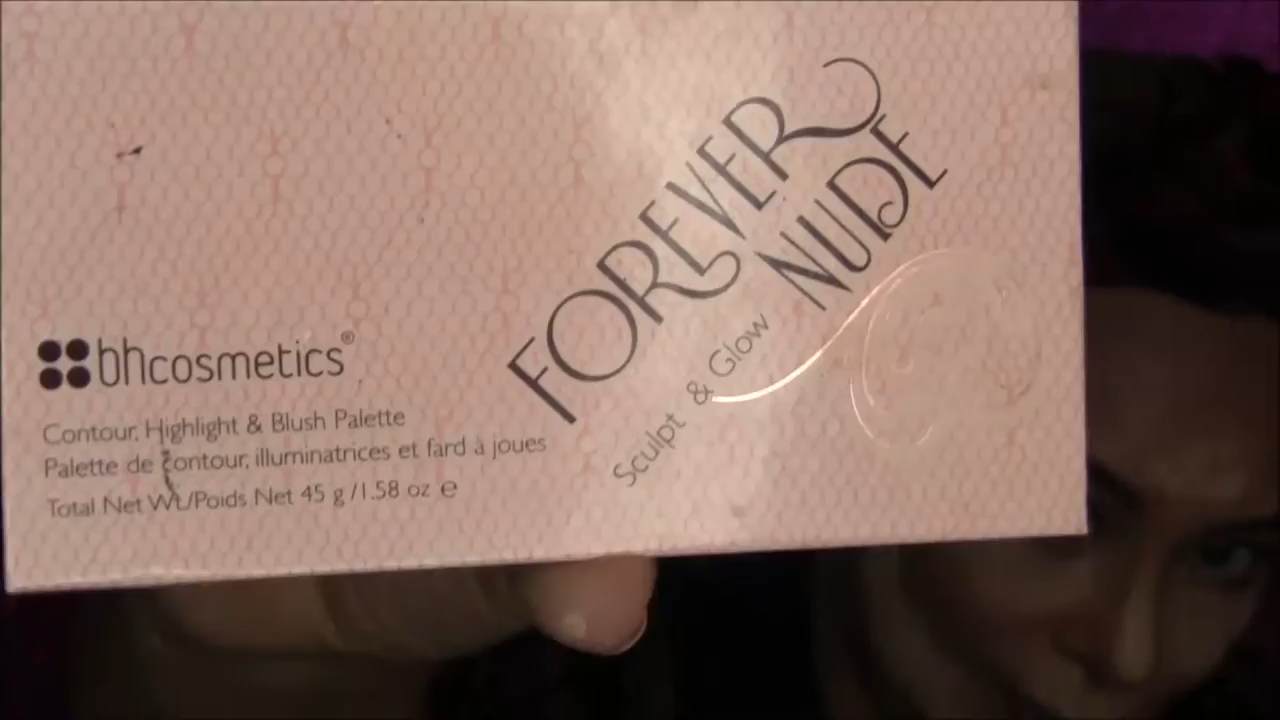 FOREVER
NUDE
Sculpt & Glow
bhcosmetics®
Contour, Highlight & Blush Palette
Palette de contour, illuminatrices et fard à joues
Total Net Wt/Poids Net 45 g/1.58 oz e